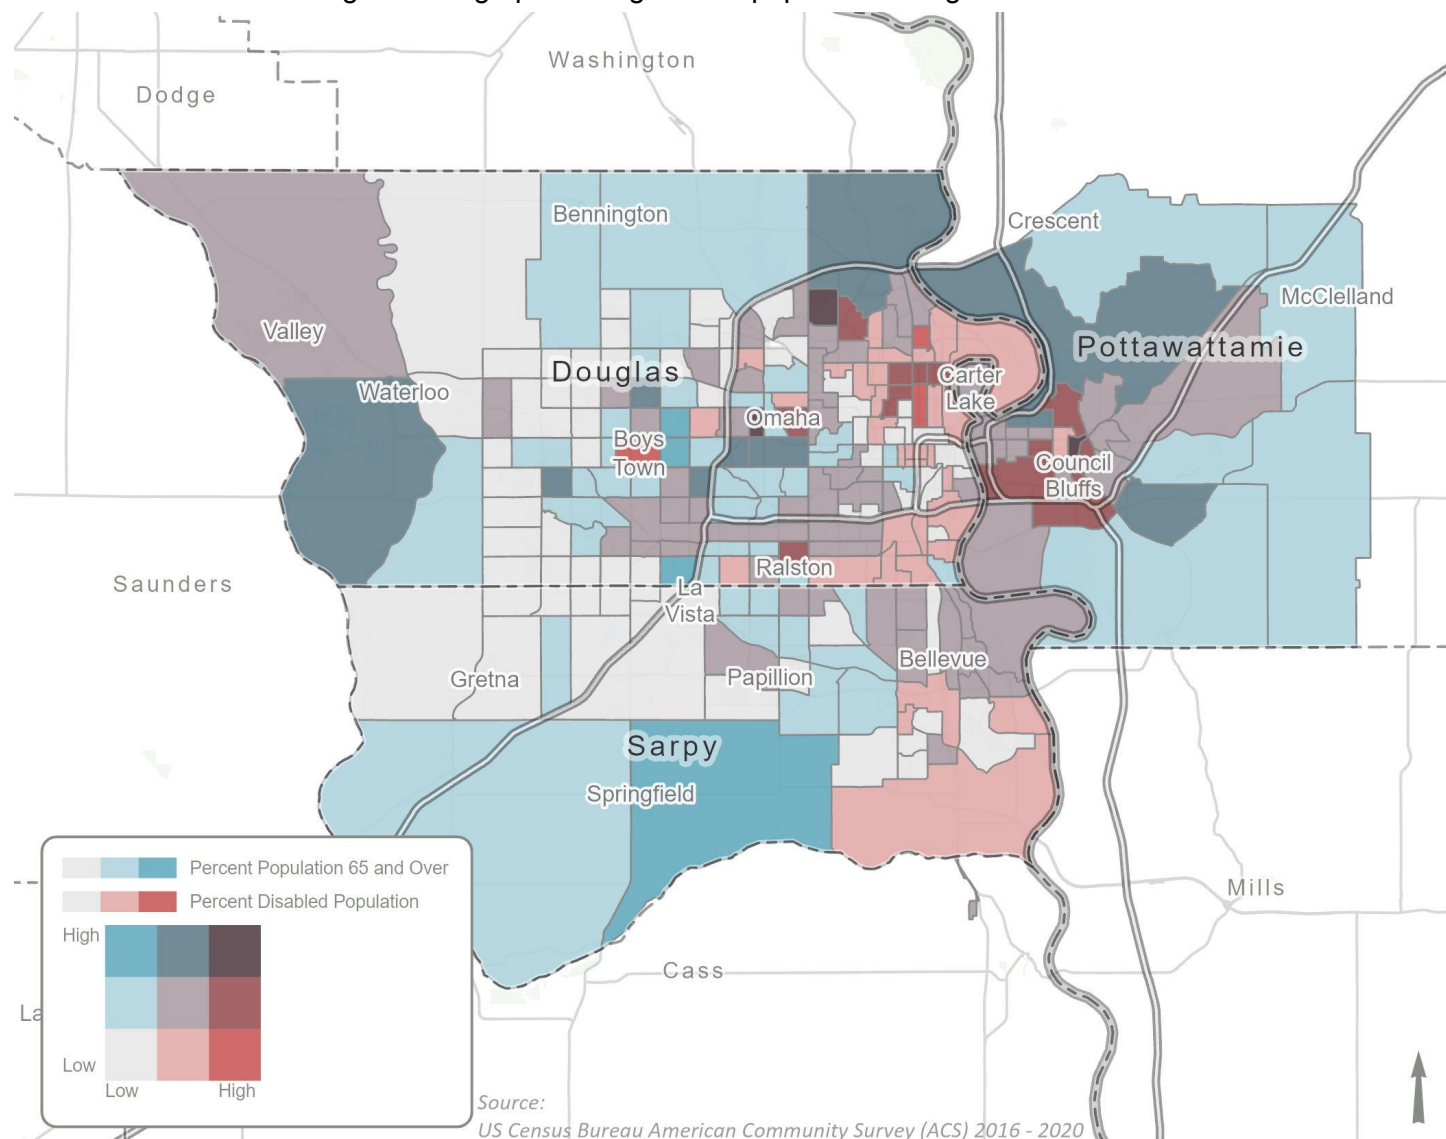 Washington
Dodge
Bennington
Crescent
McClelland
Valley
Pottawattamie
Douglas
Carter
Lake
Waterloo
Omaha
Boys
Town
Council
Bluffs
Ralston
Saunders
La
Vista
Bellevue
Gretna
Papillion
Sarpy
Springfield
Percent Population 65 and Over
Percent Disabled Population
High
Low
Low
High
Mills
Cass
La
Source:
US Census Bureau American Community Survey (ACS) 2016 - 2020